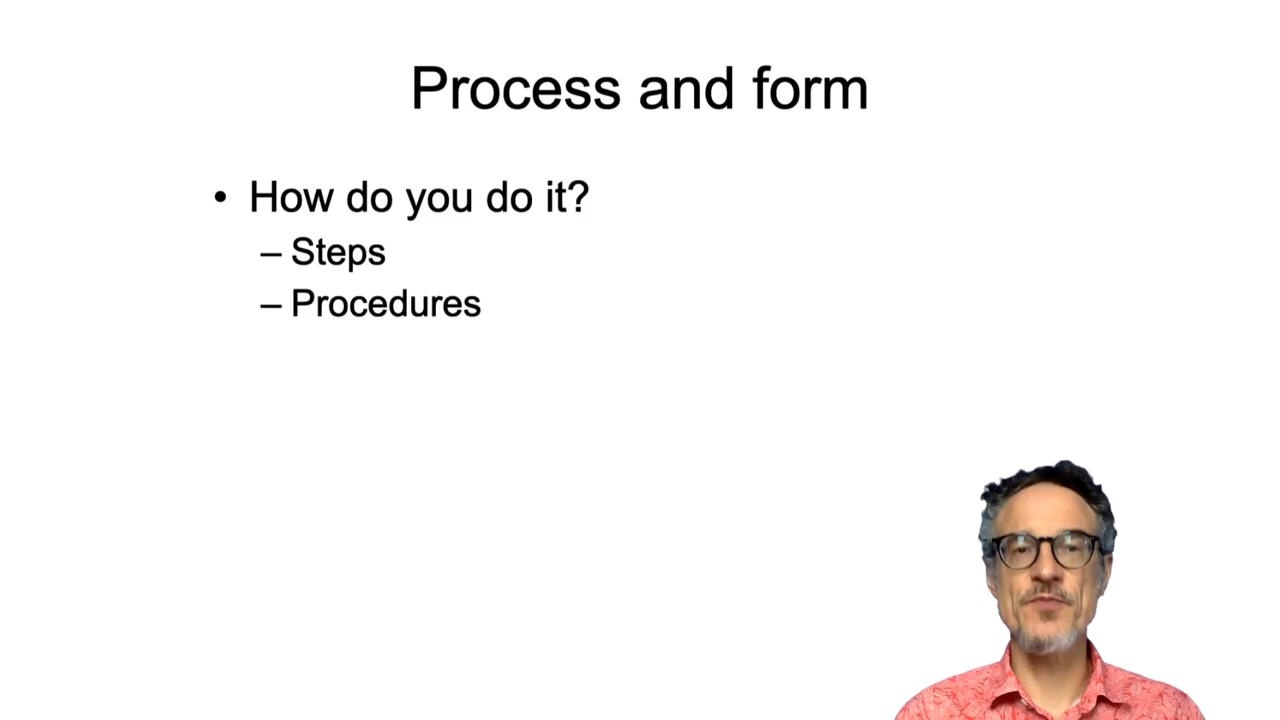 Process and form
• How do you do it?
– Steps
– Procedures